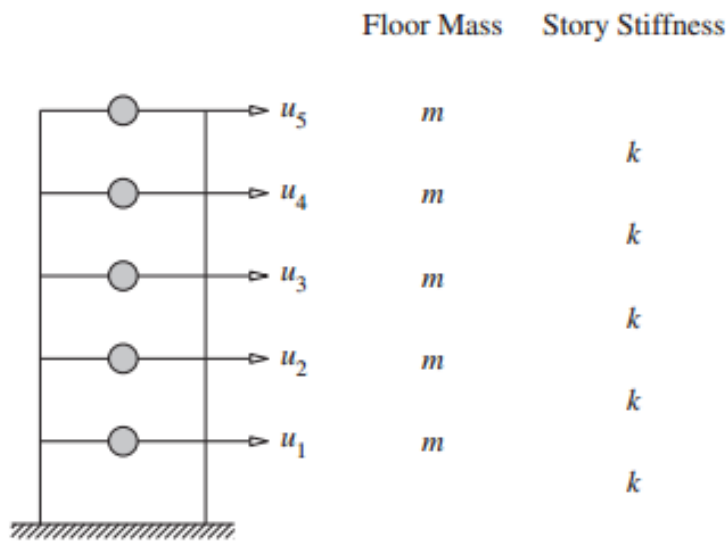 Floor Mass Story Stiffness
u₅ m
k
u₄ m
k
u₃ m
k
u₂ m
k
u₁ m
k